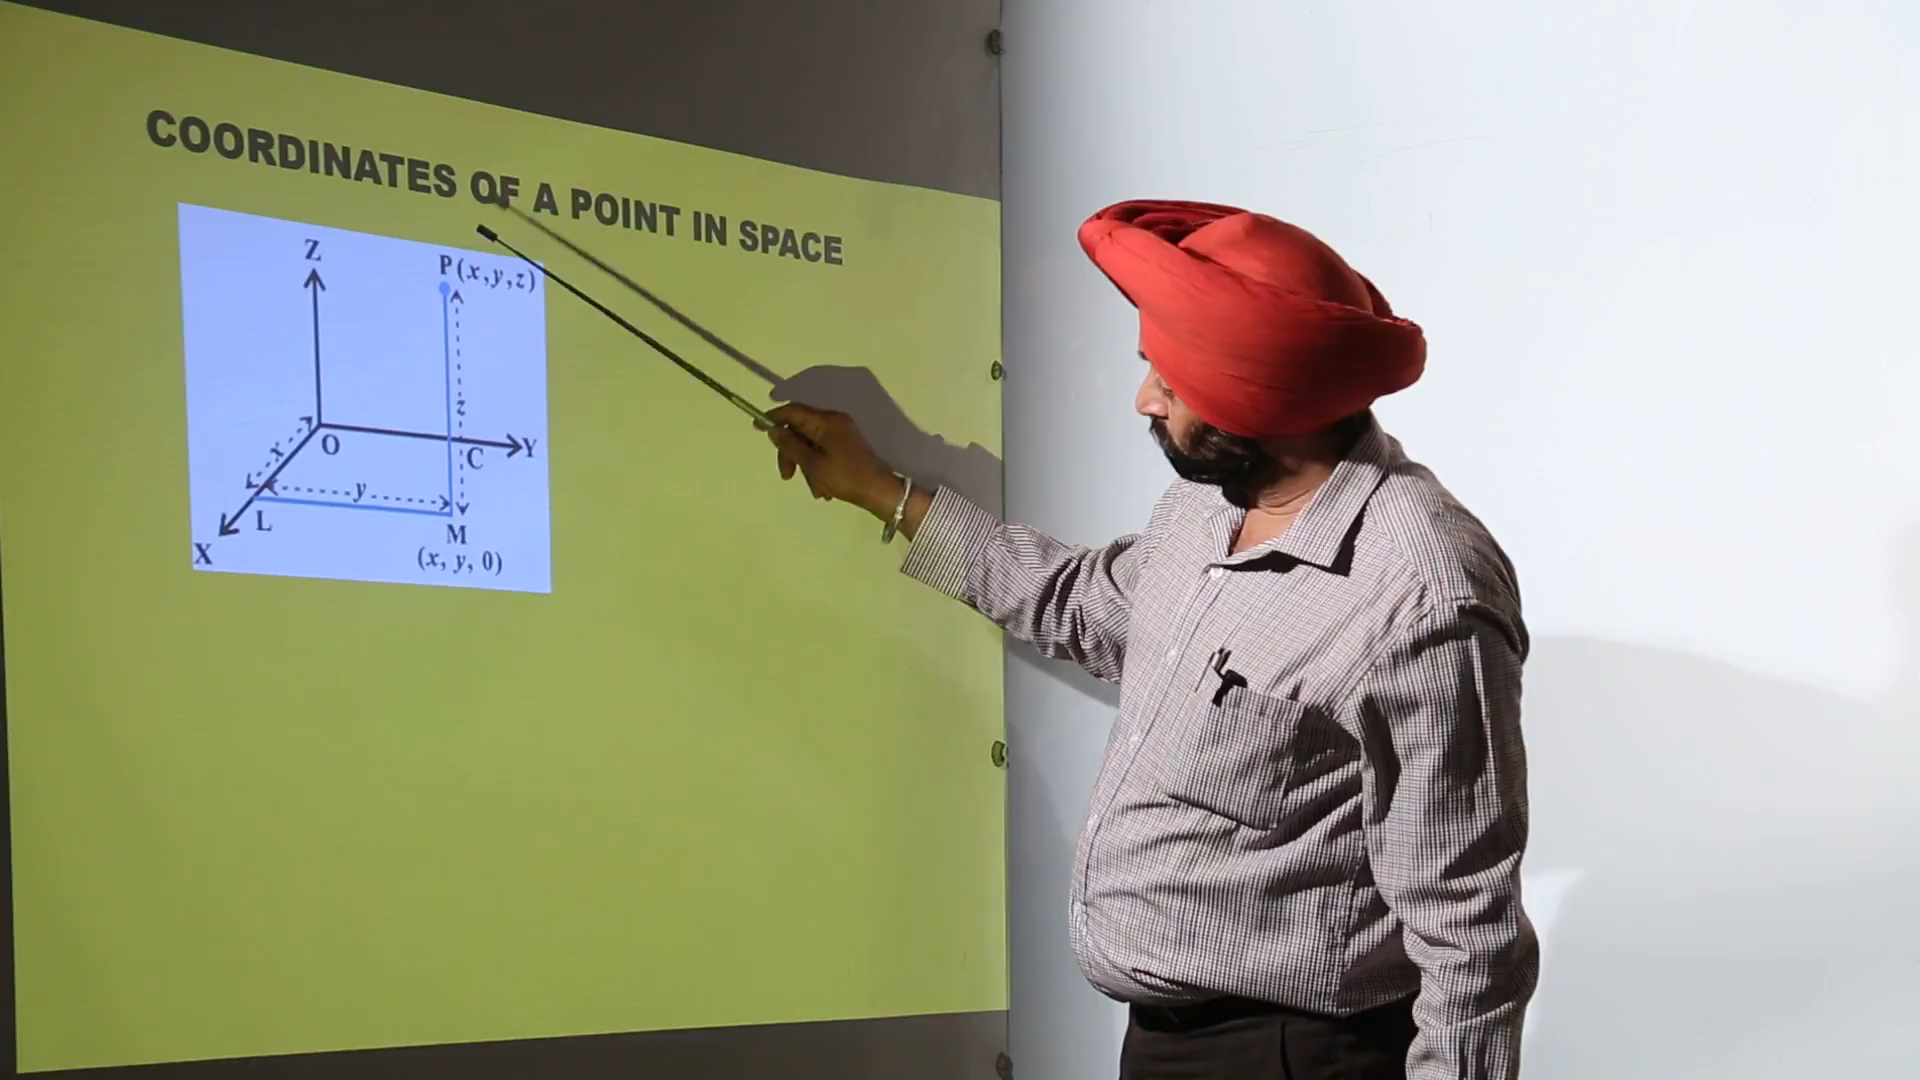 COORDINATES OF A POINT IN SPACE
Z
P(x,y,z)
z
O
C
Y
x
y
L
M
X
(x, y, 0)